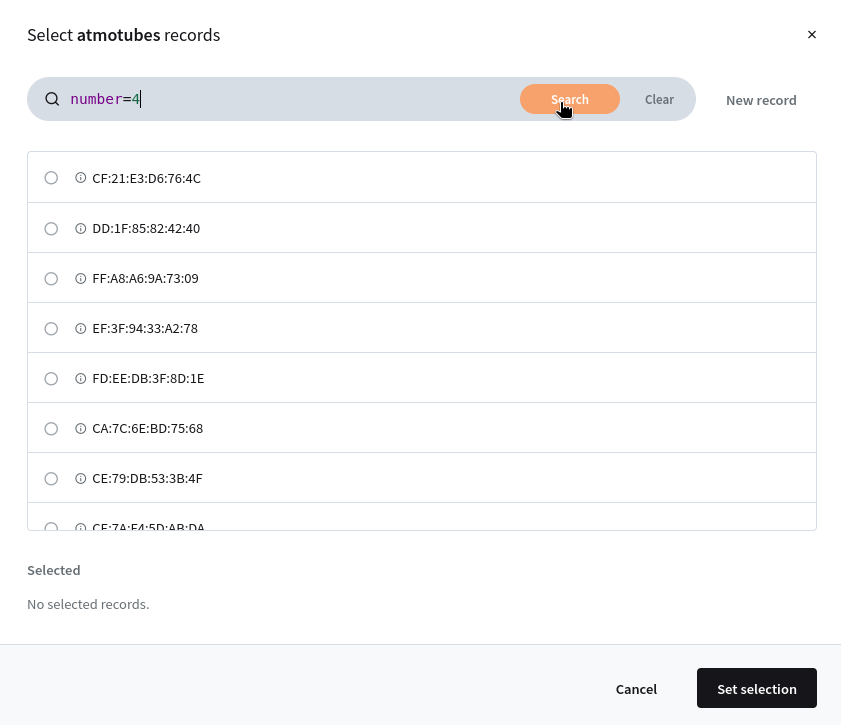 Select atmotubes records
×
number=4
Search
Clear
New record
CF:21:E3:D6:76:4C
DD:1F:85:82:42:40
FF:A8:A6:9A:73:09
EF:3F:94:33:A2:78
FD:EE:DB:3F:8D:1E
CA:7C:6E:BD:75:68
CE:79:DB:53:3B:4F
Selected
No selected records.
Cancel
Set selection